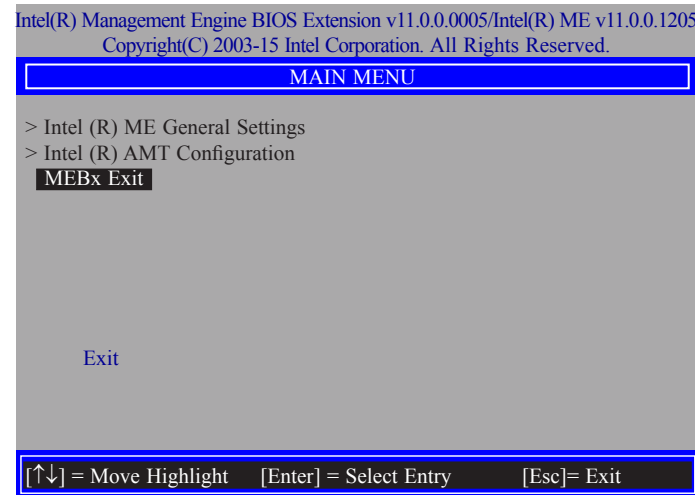 Intel(R) Management Engine BIOS Extension v11.0.0.0005/Intel(R) ME v11.0.0.1205
Copyright(C) 2003-15 Intel Corporation. All Rights Reserved.
MAIN MENU
> Intel (R) ME General Settings
> Intel (R) AMT Configuration
MEBx Exit
Exit
[↑↓] = Move Highlight [Enter] = Select Entry [Esc]= Exit